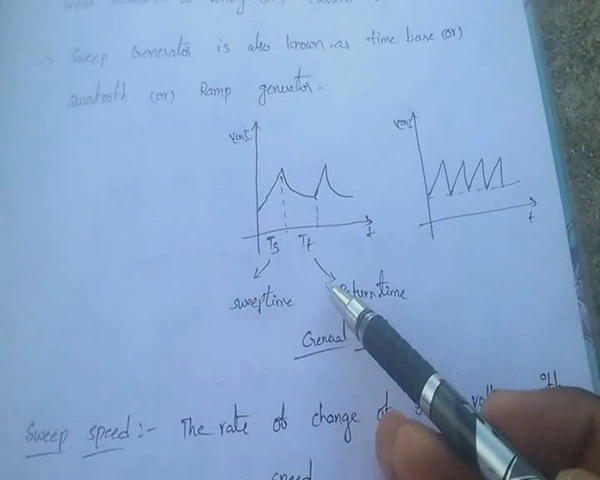 → Sweep Generator is also known as time base (or)
swatooth (or) Ramp generator.
Vout
Vout
t
Ts Tr
t
sweeptime
Return time
General
Sweep speed :- The rate of change of
speed